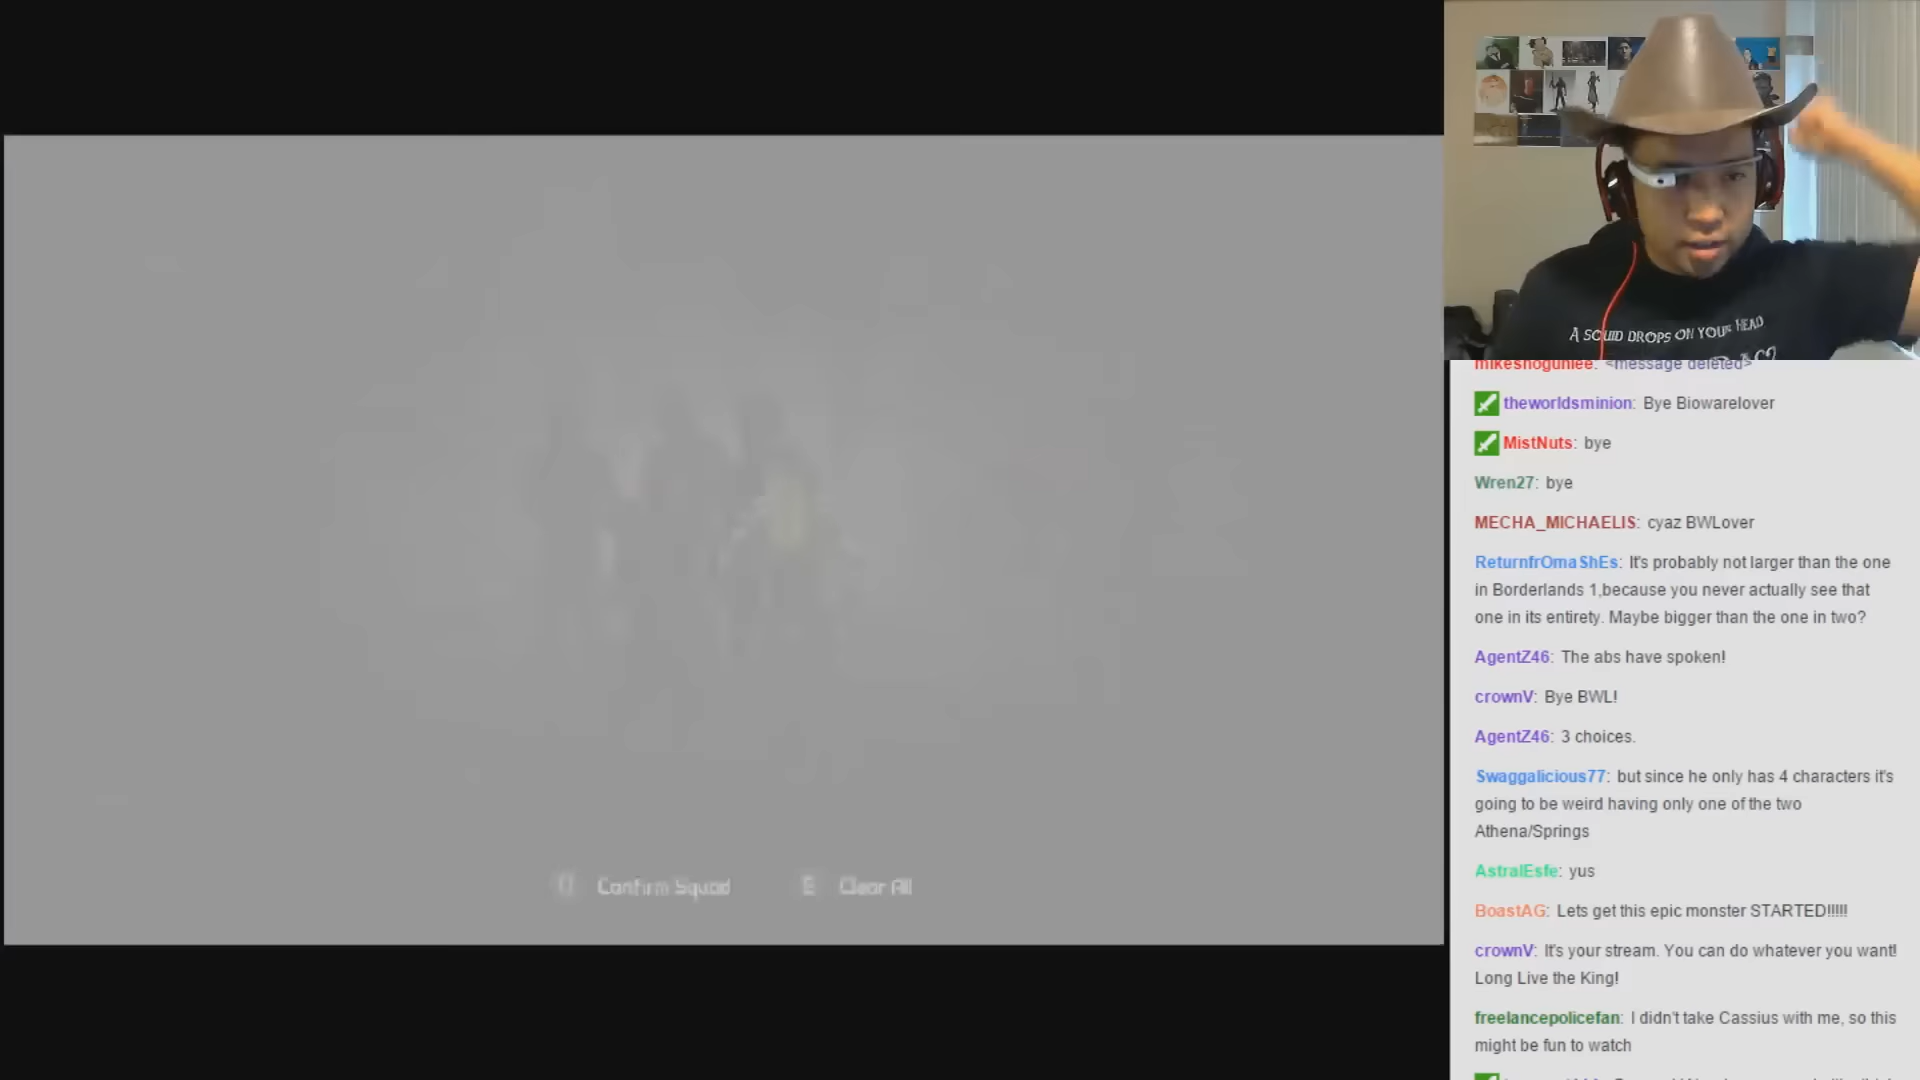 A SQUID DROPS ON YOUR HEAD
mikeshogunlee: <message deleted>
theworldsminion: Bye Biowarelover
MistNuts: bye
Wren27: bye
MECHA_MICHAELIS: cyaz BWLover
ReturnfrOmaShEs: It's probably not larger than the one
in Borderlands 1,because you never actually see that
one in its entirety. Maybe bigger than the one in two?
AgentZ46: The abs have spoken!
crownV: Bye BWL!
AgentZ46: 3 choices.
Swaggalicious77: but since he only has 4 characters it's
going to be weird having only one of the two
Athena/Springs
AstralEsfe: yus
BoastAG: Lets get this epic monster STARTED!!!!!
crownV: It's your stream. You can do whatever you want!
Long Live the King!
freelancepolicefan: I didn't take Cassius with me, so this
might be fun to watch
Confirm Squad E Clear All